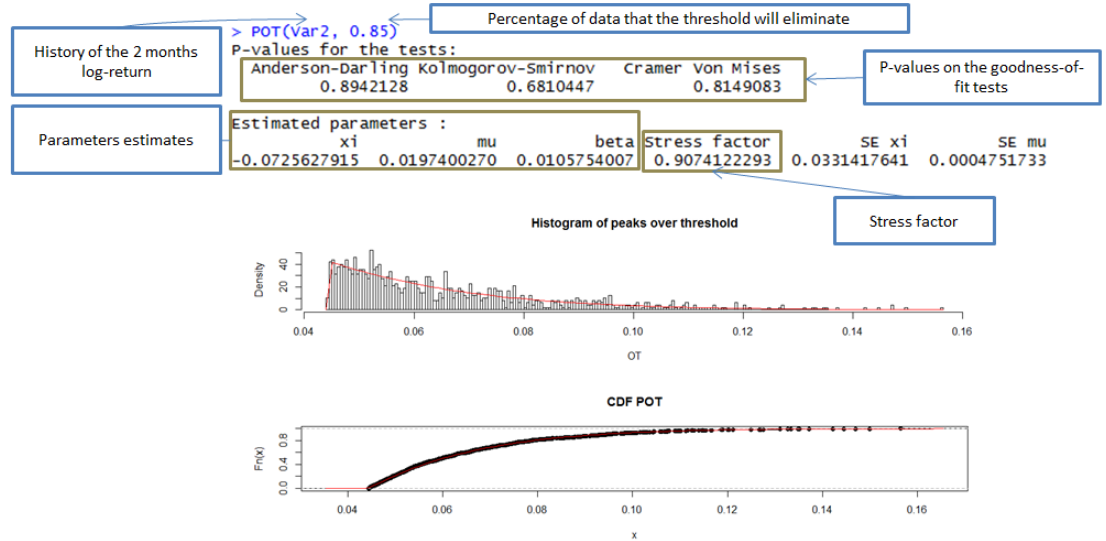 Percentage of data that the threshold will eliminate
History of the 2 months
log-return
> POT(Var2, 0.85)
P-values for the tests:
Anderson-Darling Kolmogorov-Smirnov Cramer Von Mises
0.8942128 0.6810447 0.8149083
P-values on the goodness-of-
fit tests
Parameters estimates
Estimated parameters :
xi mu beta Stress factor SE xi SE mu
-0.0725627915 0.0197400270 0.0105754007 0.9074122293 0.0331417641 0.0004751733
Stress factor
Histogram of peaks over threshold
Density
0 20 40
0.04 0.06 0.08 0.10 0.12 0.14 0.16
OT
CDF POT
Fn(x)
0.0 0.4 0.8
0.04 0.06 0.08 0.10 0.12 0.14 0.16
x